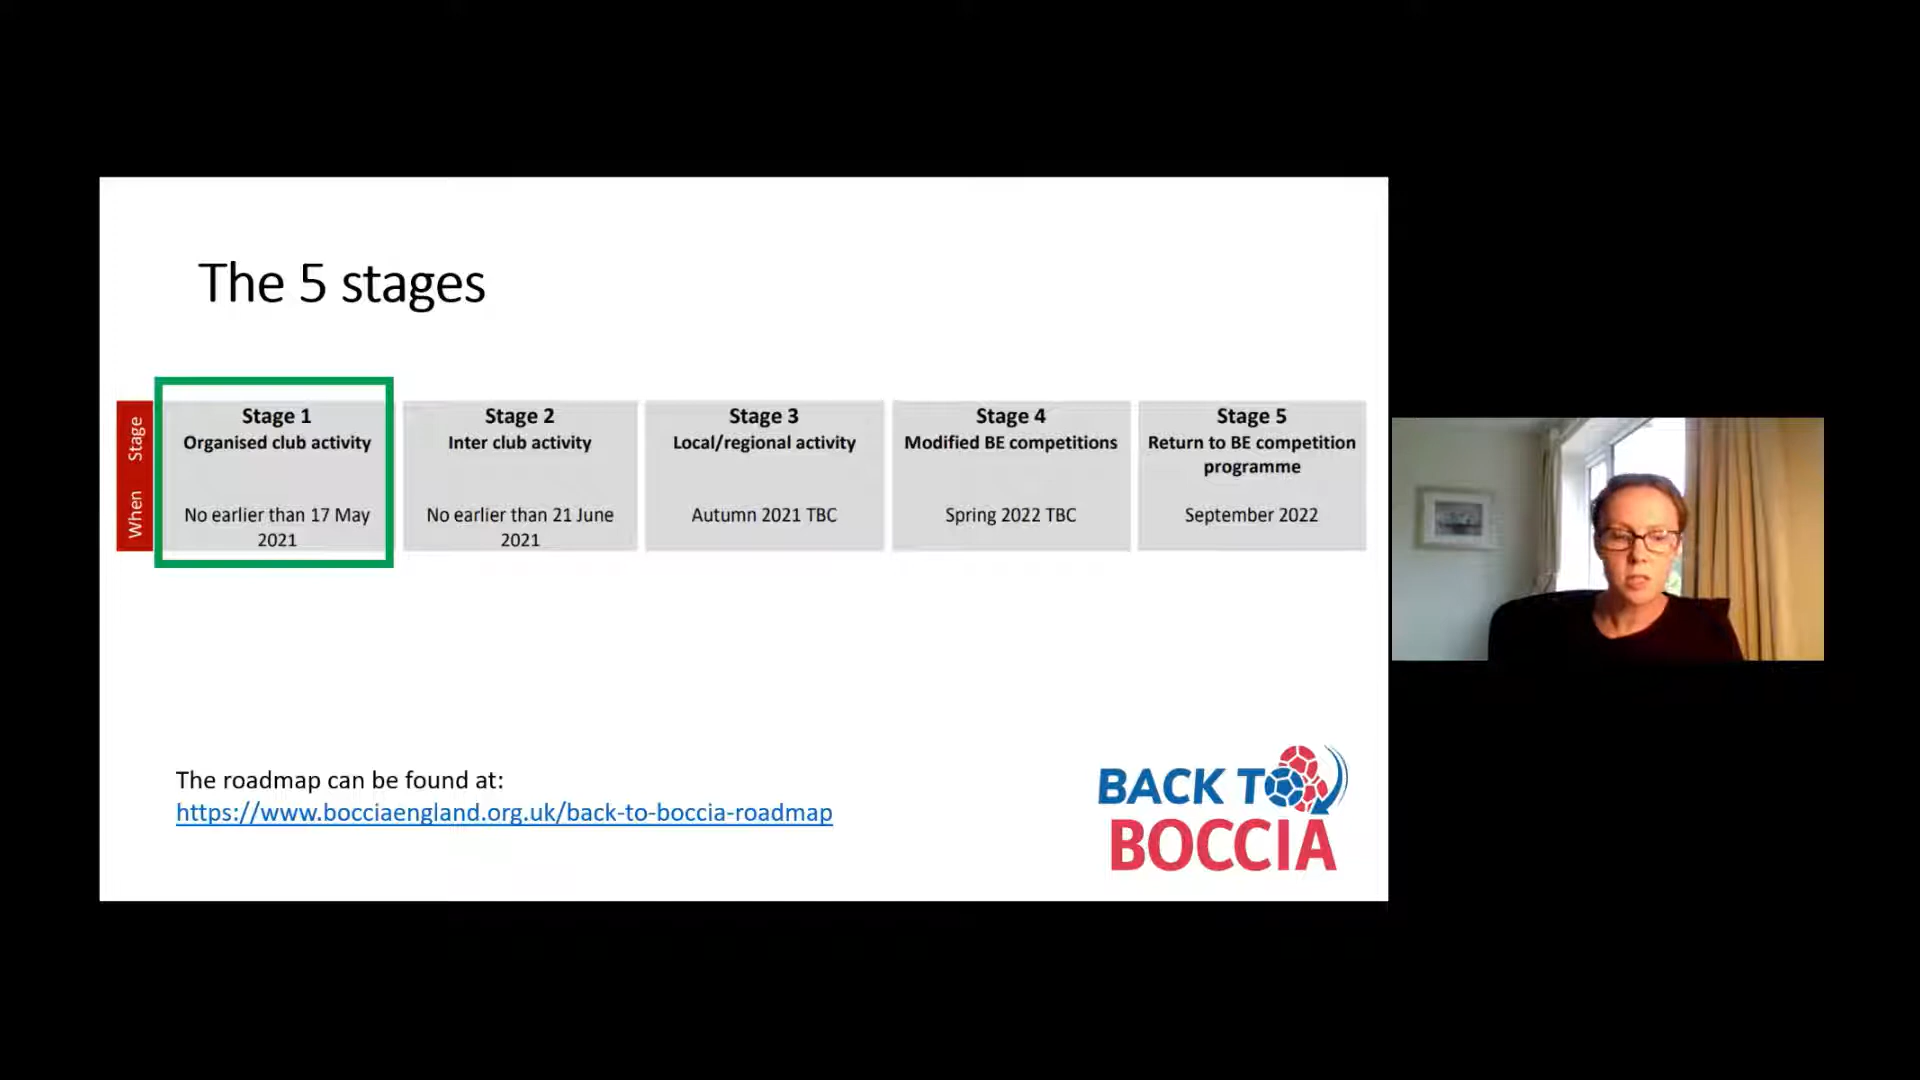 The 5 stages
Stage
When
Stage 1
Organised club activity
No earlier than 17 May
2021
Stage 2
Inter club activity
No earlier than 21 June
2021
Stage 3
Local/regional activity
Autumn 2021 TBC
Stage 4
Modified BE competitions
Spring 2022 TBC
Stage 5
Return to BE competition
programme
September 2022
The roadmap can be found at:
https://www.bocciaengland.org.uk/back-to-boccia-roadmap
BACK TO
BOCCIA